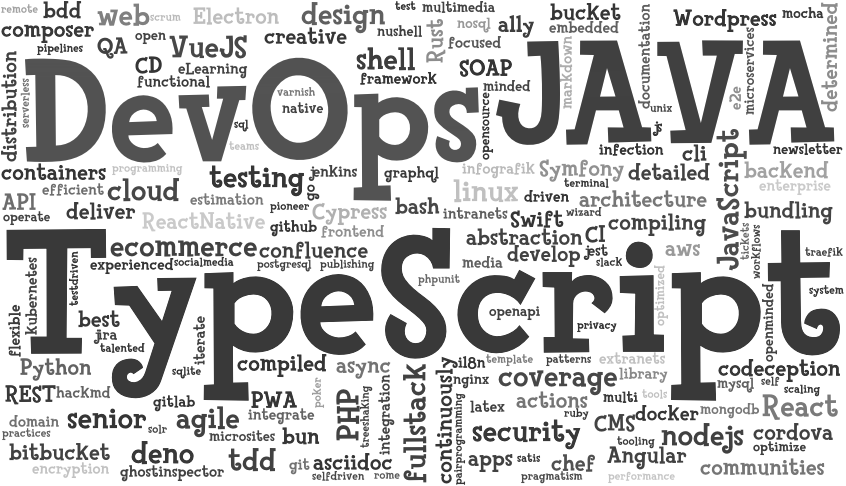 remote
bdd
web
scrum
Electron
design
test
multimedia
nosql
ally
bucket
embedded
Wordpress
mocha
composer
pipelines
QA
open
VueJS
creative
nushell
Rust
focused
markdown
documentation
microservices
determined
CD
eLearning
functional
shell
framework
SOAP
minded
opensource
distribution
serverless
DevOps
JAVA
varnish
native
sql
teams
unix
js
e2e
infection
cli
newsletter
containers
programming
testing
go
jenkins
graphql
infografik
Symfony
detailed
JavaScript
backend
enterprise
API
efficient
cloud
estimation
pioneer
Cypress
linux
terminal
driven
architecture
operate
deliver
ReactNative
github
frontend
bash
intranets
Swift
wizard
compiling
bundling
TypeScript
ecommerce
confluence
abstraction
CI
develop
jest
slack
aws
tickets
workflows
traefik
experienced
socialmedia
postgresql
publishing
phpunit
media
optimized
system
flexible
kubernetes
testdriven
best
jira
talented
iterate
sqlite
openapi
privacy
openminded
Python
compiled
async
continuously
i18n
template
patterns
extranets
codeception
REST
hackmd
gitlab
PWA
poker
PHP
treeshaking
integration
fullstack
nginx
coverage
library
mysql
self
scaling
domain
practices
senior
solr
agile
integrate
microsites
bun
pairprogramming
latex
actions
ruby
multi
tools
CMS
docker
mongodb
React
bitbucket
encryption
deno
ghostinspector
tdd
git
asciidoc
selfdriven
rome
security
apps
satis
chef
pragmatism
tooling
Angular
performance
nodejs
cordova
optimize
communities